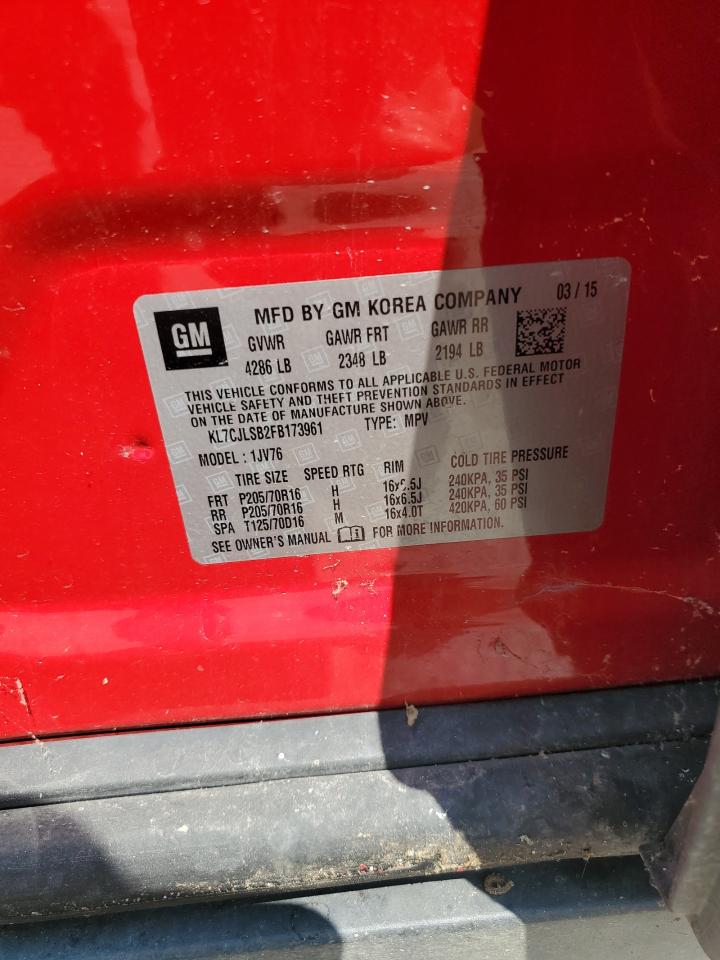 GM
MFD BY GM KOREA COMPANY 03 / 15
GVWR GAWR FRT GAWR RR
4286 LB 2348 LB 2194 LB
THIS VEHICLE CONFORMS TO ALL APPLICABLE U.S. FEDERAL MOTOR
VEHICLE SAFETY AND THEFT PREVENTION STANDARDS IN EFFECT
ON THE DATE OF MANUFACTURE SHOWN ABOVE.
KL7CJLSB2FB173961 TYPE: MPV
MODEL : 1JV76
TIRE SIZE SPEED RTG RIM COLD TIRE PRESSURE
FRT P205/70R16 H 16x6.5J 240KPA, 35 PSI
RR P205/70R16 H 16x6.5J 240KPA, 35 PSI
SPA T125/70D16 M 16x4.0T 420KPA, 60 PSI
SEE OWNER'S MANUAL FOR MORE INFORMATION.